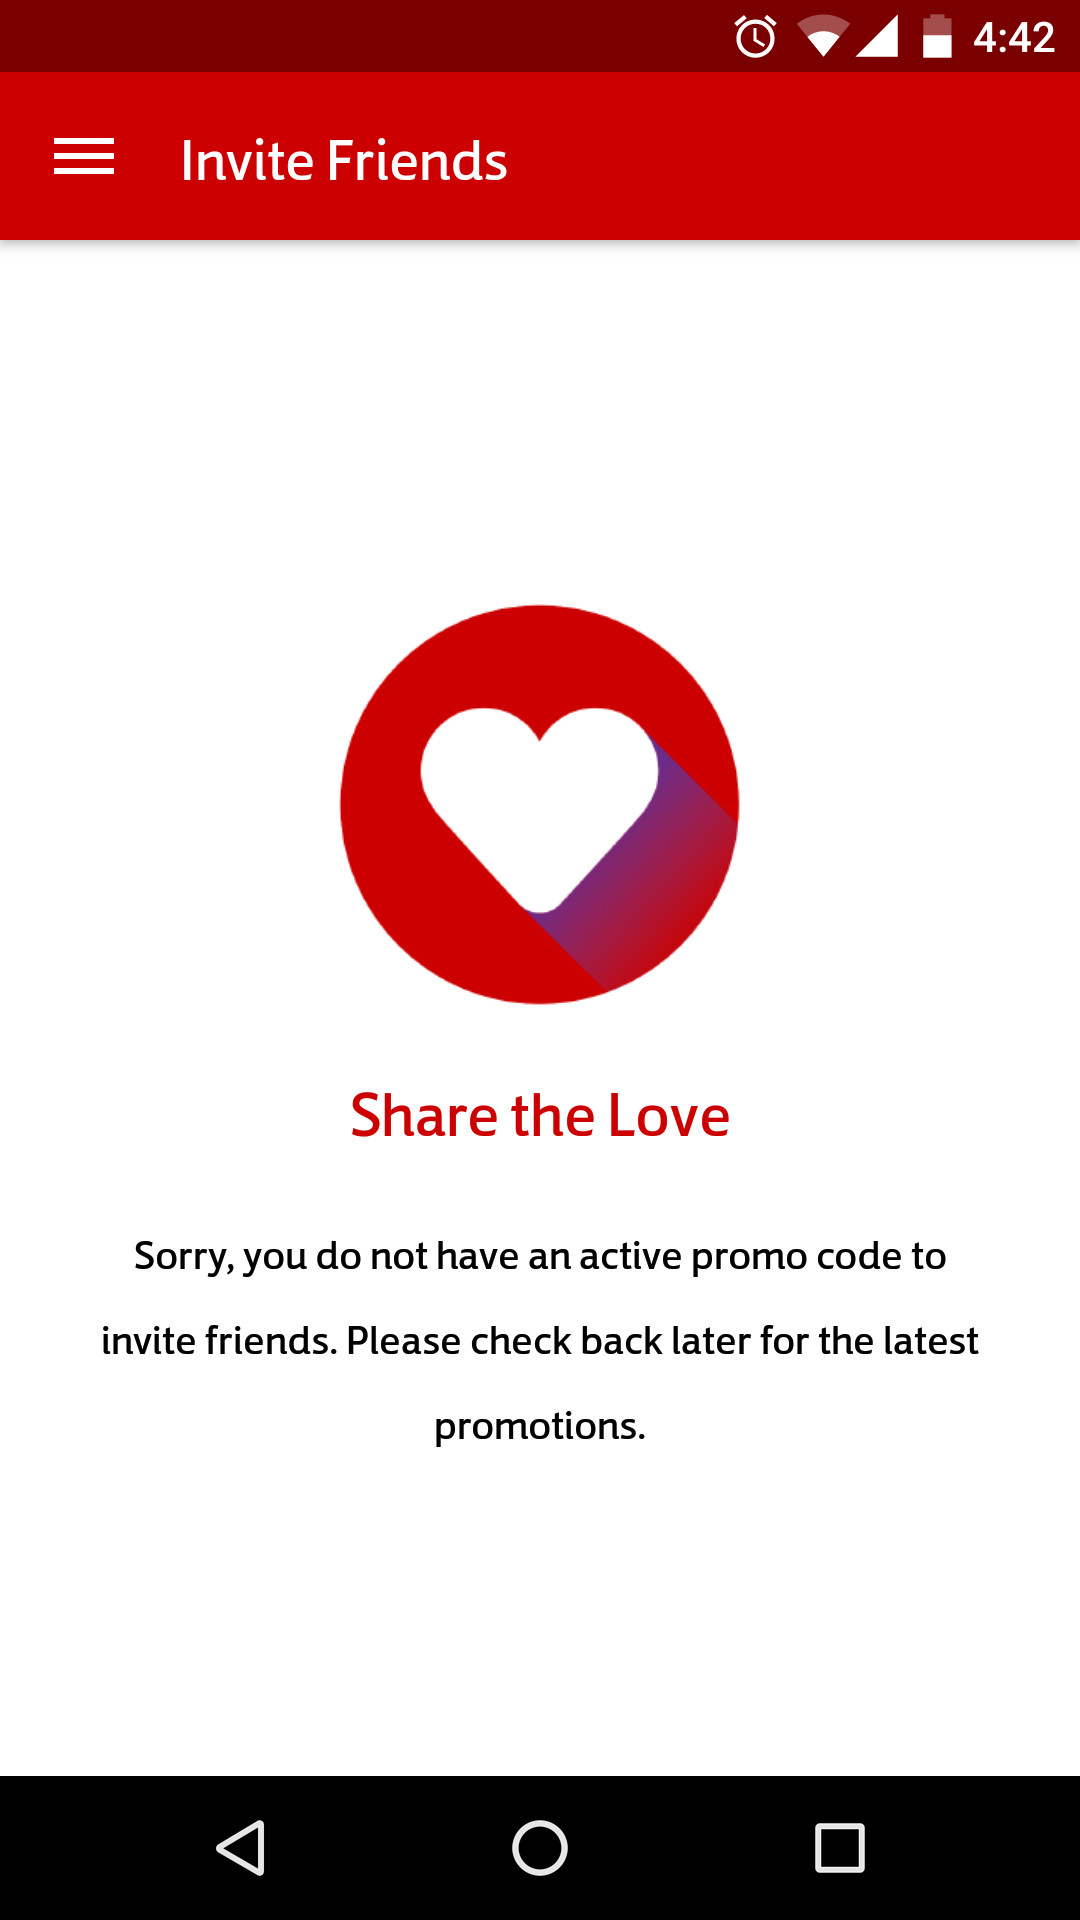 4:42
Invite Friends
Share the Love
Sorry, you do not have an active promo code to
invite friends. Please check back later for the latest
promotions.